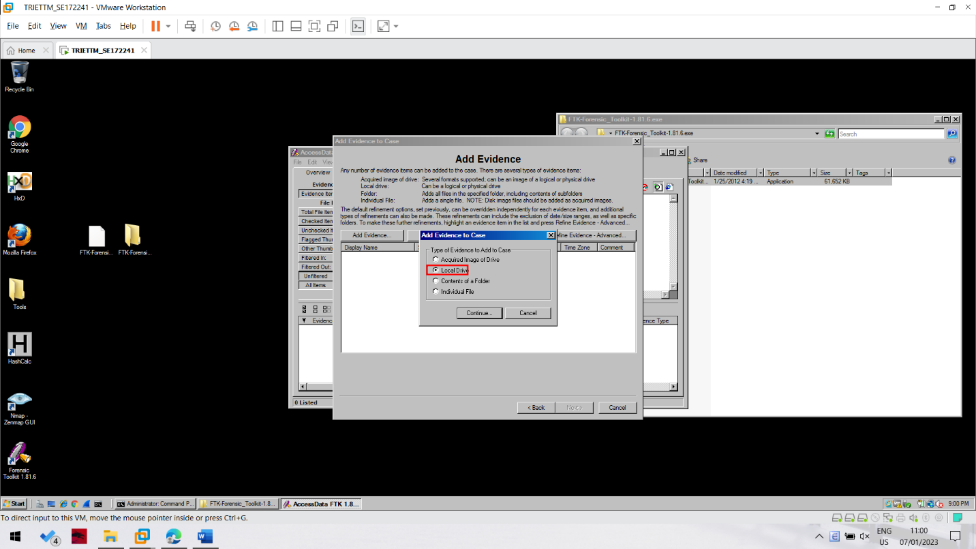 TRIETTM_SE172241 - VMware Workstation
File Edit View VM Tabs Help
Home
TRIETTM_SE172241
Recycle Bin
Google Chrome
HxD
Mozilla Firefox
FTK-Forensi...
FTK-Forensi...
Tools
HashCalc
Nmap - Zenmap GUI
Forensic Toolkit 1.81.6
FTK-Forensic_Toolkit-1.81.6.exe
FTK-Forensic_Toolkit-1.81.6.exe
Search
Share
Date modified Type Size Tags
Toolkit... 1/25/2012 4:19 ... Application 61,652 KB
AccessData
File Edit
Overview
Evidence
File I
Evidence Item
Total File Item
Checked Item
Unchecked I
Flagged Thum
Other Thumb
Filtered In:
Filtered Out:
Unfiltered
All Items
Evidenc
ence Type
0 Listed
Add Evidence to Case
Add Evidence
Any number of evidence items can be added to the case. There are several types of evidence items:
Acquired image of drive: Several formats supported; can be an image of a logical or physical drive
Local drive: Can be a logical or physical drive
Folder: Adds all files in the specified folder, including contents of subfolders
Individual File: Adds a single file. NOTE: Disk image files should be added as acquired images.
The default refinement options, set previously, can be overridden independently for each evidence item, and additional
types of refinements can also be made. These refinements can include the exclusion of date/size ranges, as well as specific
folders. To make these further refinements, highlight an evidence item in the list and press Refine Evidence - Advanced...
Add Evidence...
fine Evidence - Advanced...
Display Name
Time Zone Comment
Add Evidence to Case
Type of Evidence to Add to Case
Acquired Image of Drive
Local Drive
Contents of a Folder
Individual File
Continue... Cancel
< Back Next > Cancel
Start
Administrator: Command P...
FTK-Forensic_Toolkit-1.8...
AccessData FTK 1.8...
9:00 PM
To direct input to this VM, move the mouse pointer inside or press Ctrl+G.
4
ENG
US
11:00
07/01/2023